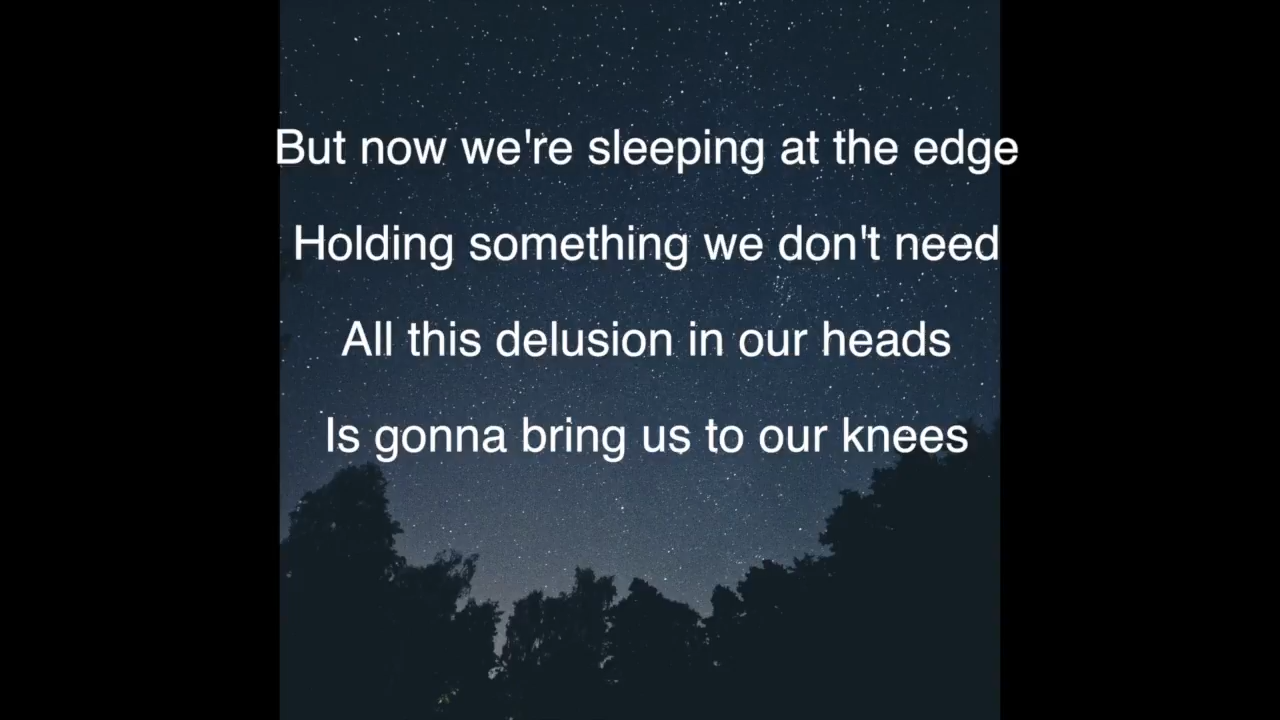 But now we're sleeping at the edge
Holding something we don't need
All this delusion in our heads
Is gonna bring us to our knees